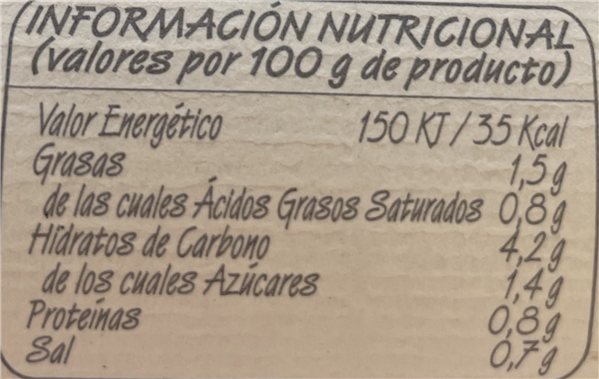 INFORMACIÓN NUTRICIONAL
(valores por 100 g de producto)
Valor Energético 150 KJ / 35 Kcal
Grasas 1,5 g
de las cuales Ácidos Grasos Saturados 0,8 g
Hidratos de Carbono 4,2 g
de los cuales Azúcares 1,4 g
Proteínas 0,8 g
Sal 0,7 g